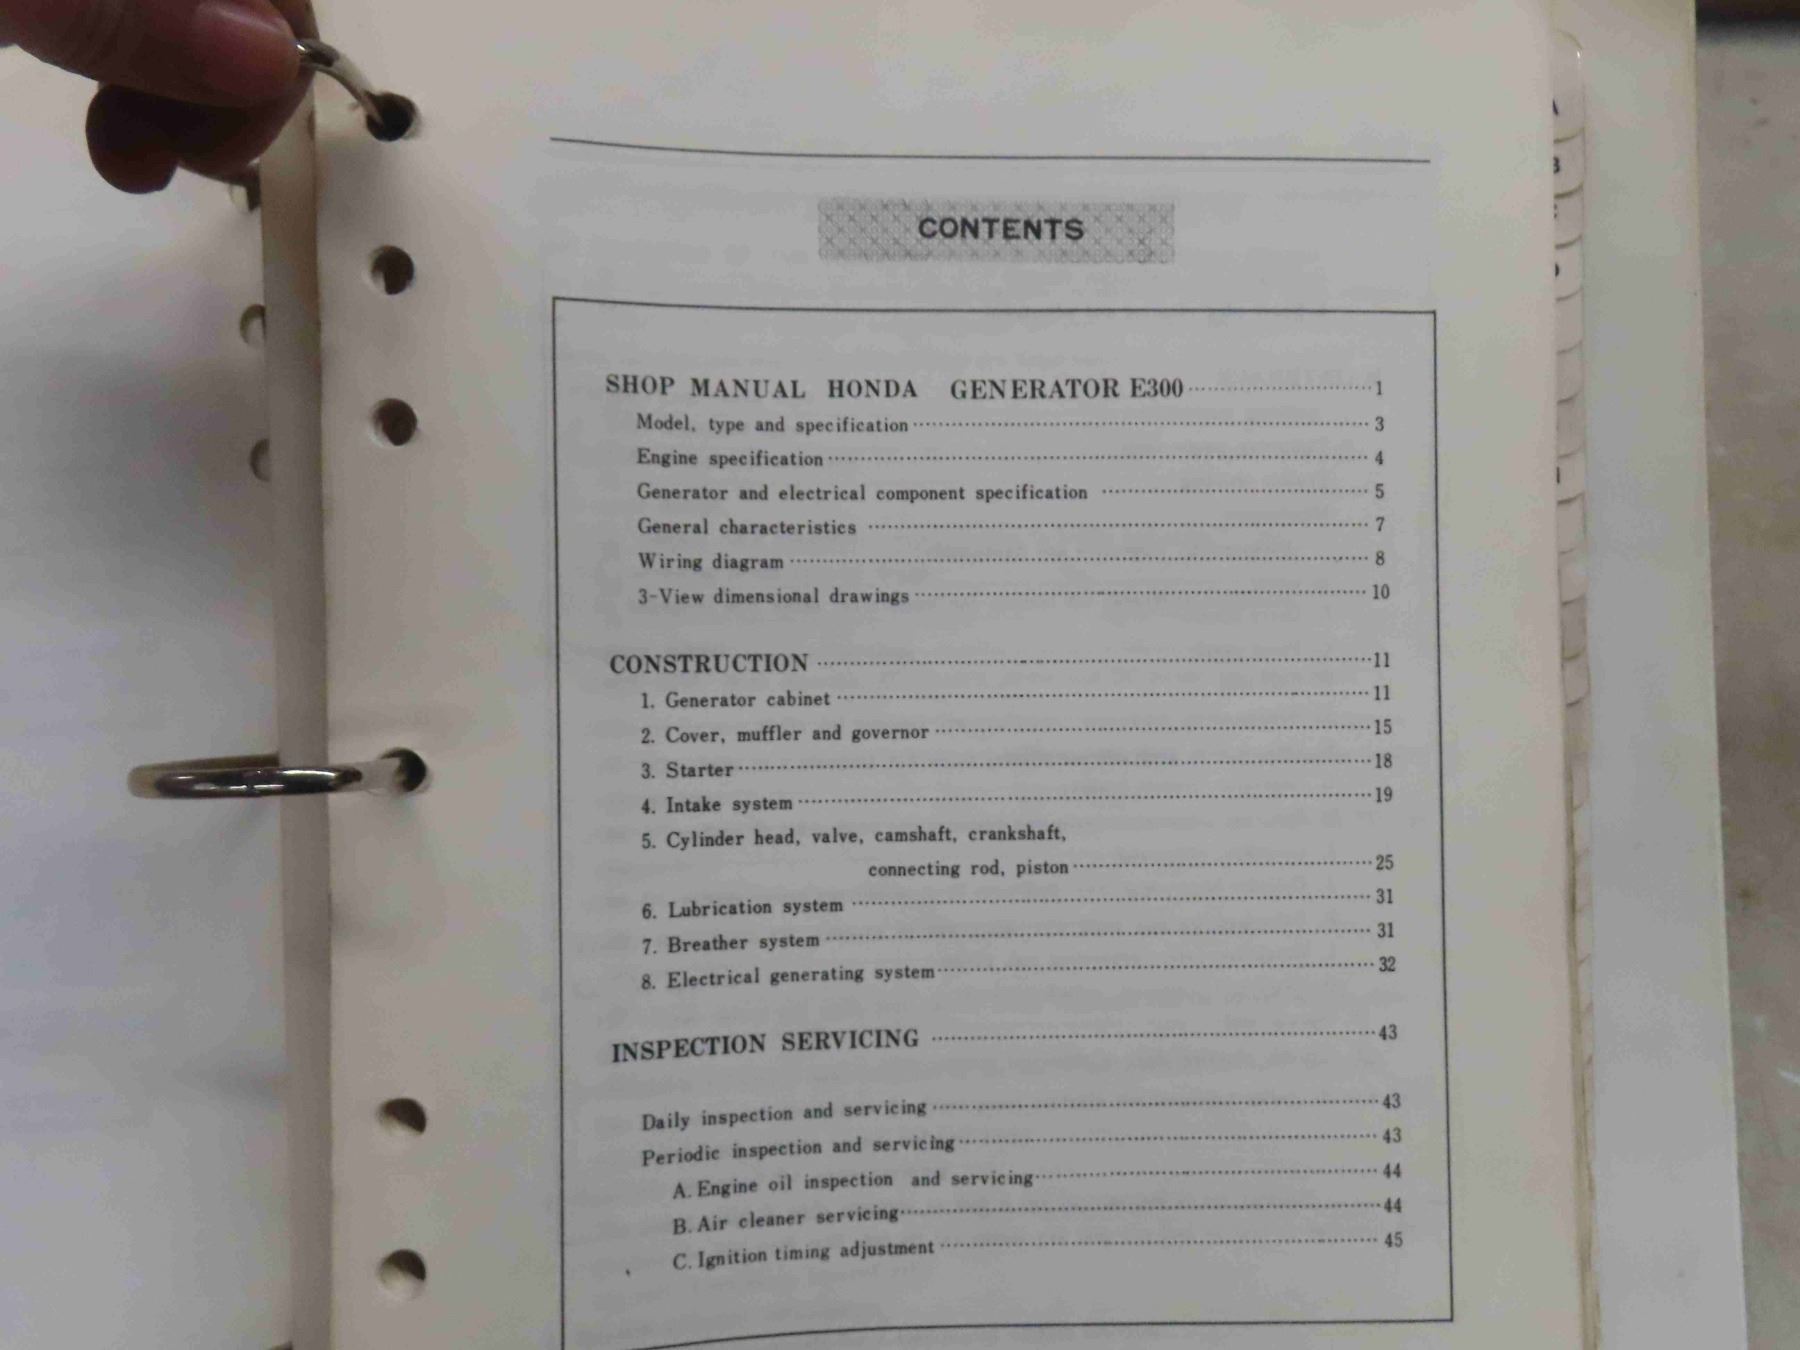 CONTENTS
SHOP MANUAL HONDA GENERATOR E300 1
Model, type and specification 3
Engine specification 4
Generator and electrical component specification 5
General characteristics 7
Wiring diagram 8
3-View dimensional drawings 10
CONSTRUCTION 11
1. Generator cabinet 11
2. Cover, muffler and governor 15
3. Starter 18
4. Intake system 19
5. Cylinder head, valve, camshaft, crankshaft,
connecting rod, piston 25
6. Lubrication system 31
7. Breather system 31
8. Electrical generating system 32
INSPECTION SERVICING 43
Daily inspection and servicing 43
Periodic inspection and servicing 43
A. Engine oil inspection and servicing 44
B. Air cleaner servicing 44
C. Ignition timing adjustment 45